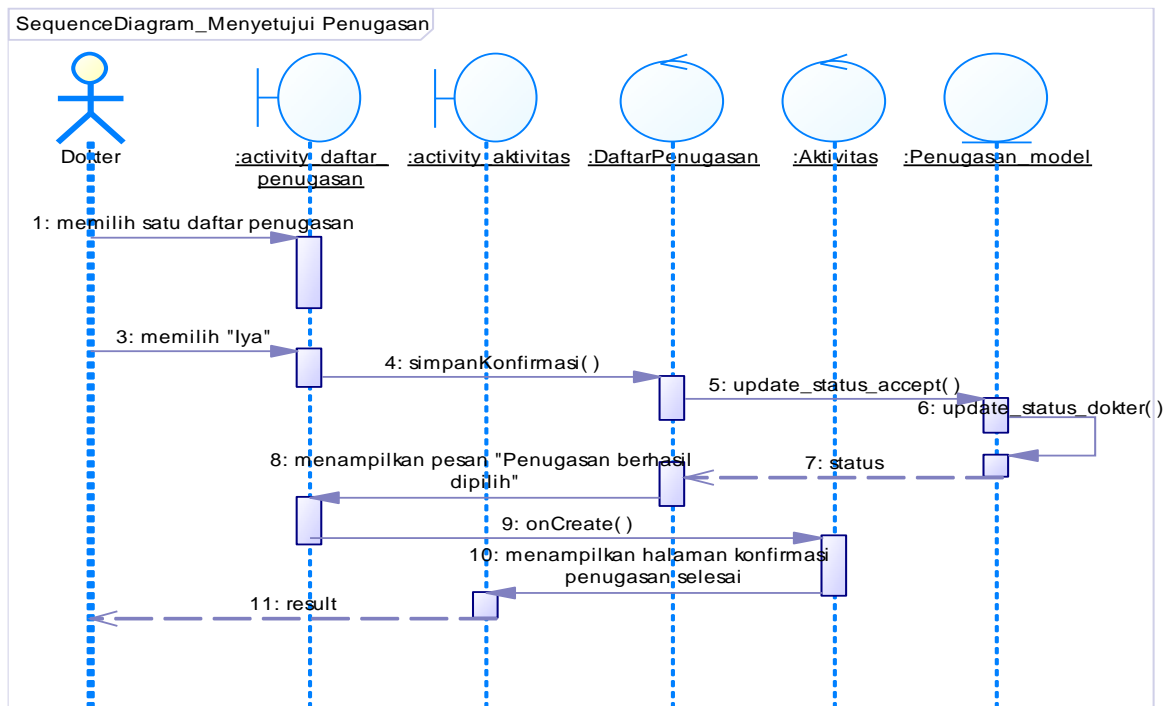 SequenceDiagram_Menyetujui Penugasan
Dokter
:activity_daftar_
penugasan
:activity_aktivitas
:DaftarPenugasan
:Aktivitas
:Penugasan_model
1: memilih satu daftar penugasan
3: memilih "Iya"
4: simpanKonfirmasi( )
5: update_status_accept( )
6: update_status_dokter( )
7: status
8: menampilkan pesan "Penugasan berhasil
dipilih"
9: onCreate( )
10: menampilkan halaman konfirmasi
penugasan selesai
11: result